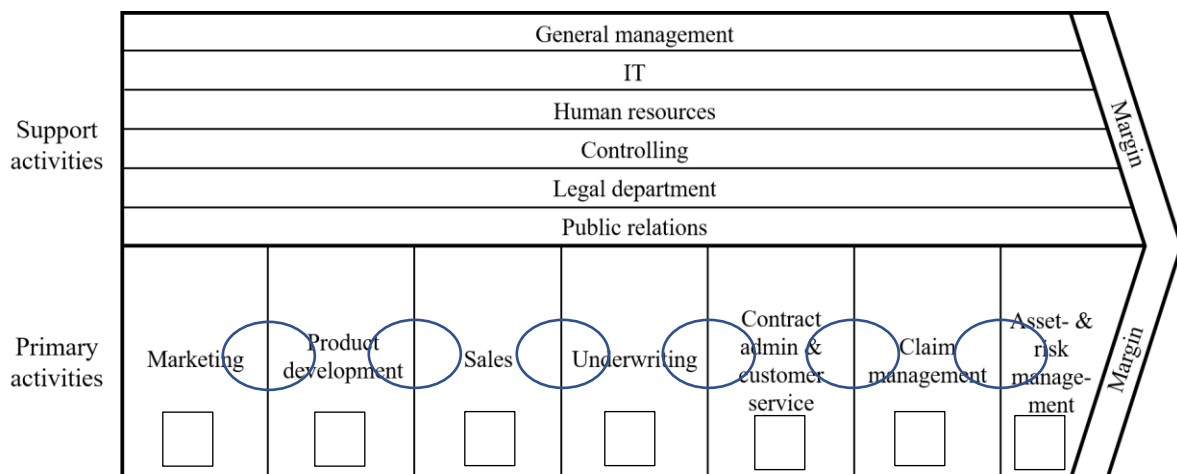 General management
IT
Human resources
Controlling
Legal department
Public relations
Support
activities
Margin
Primary
activities
Marketing
Product
development
Sales
Underwriting
Contract
admin &
customer
service
Claim
management
Asset- &
risk
manage-
ment
Margin